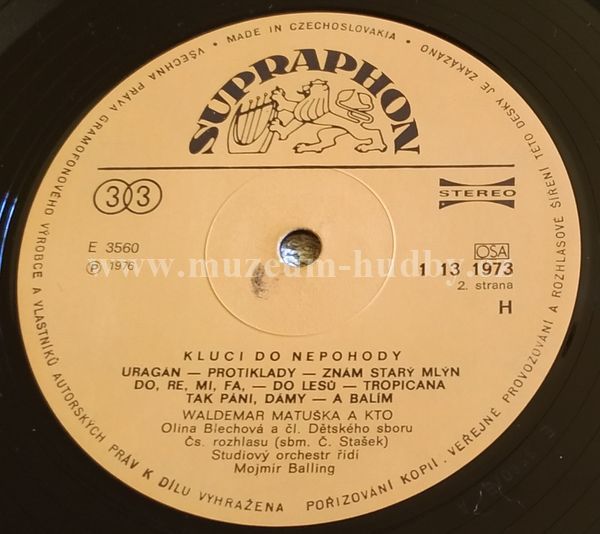 VŠECHNA PRÁVA GRAMOFONOVÉHO VÝROBCE A VLASTNÍKŮ AUTORSKÝCH PRÁV K DÍLU VYHRAŽENA POŘIZOVÁNÍ KOPIÍ, VEŘEJNÉ PROVOZOVÁNÍ A ROZHLASOVÉ ŠÍŘENÍ TÉTO DESKY JE ZAKÁZÁNO • MADE IN CZECHOSLOVAKIA •
SUPRAPHON
33
STEREO
E 3560
Ⓟ 1976
OSA
1 13 1973
2. strana
H
www.muzeum-hudby.
KLUCI DO NEPOHODY
URAGÁN — PROTIKLADY — ZNÁM STARÝ MLÝN
DO, RE, MI, FA, — DO LESŮ — TROPICANA
TAK PÁNI, DÁMY — A BALÍM
WALDEMAR MATUŠKA A KTO
Olina Blechová a čl. Dětského sboru
Čs. rozhlasu (sbm. Č. Stašek)
Studiový orchestr řídí
Mojmír Balling